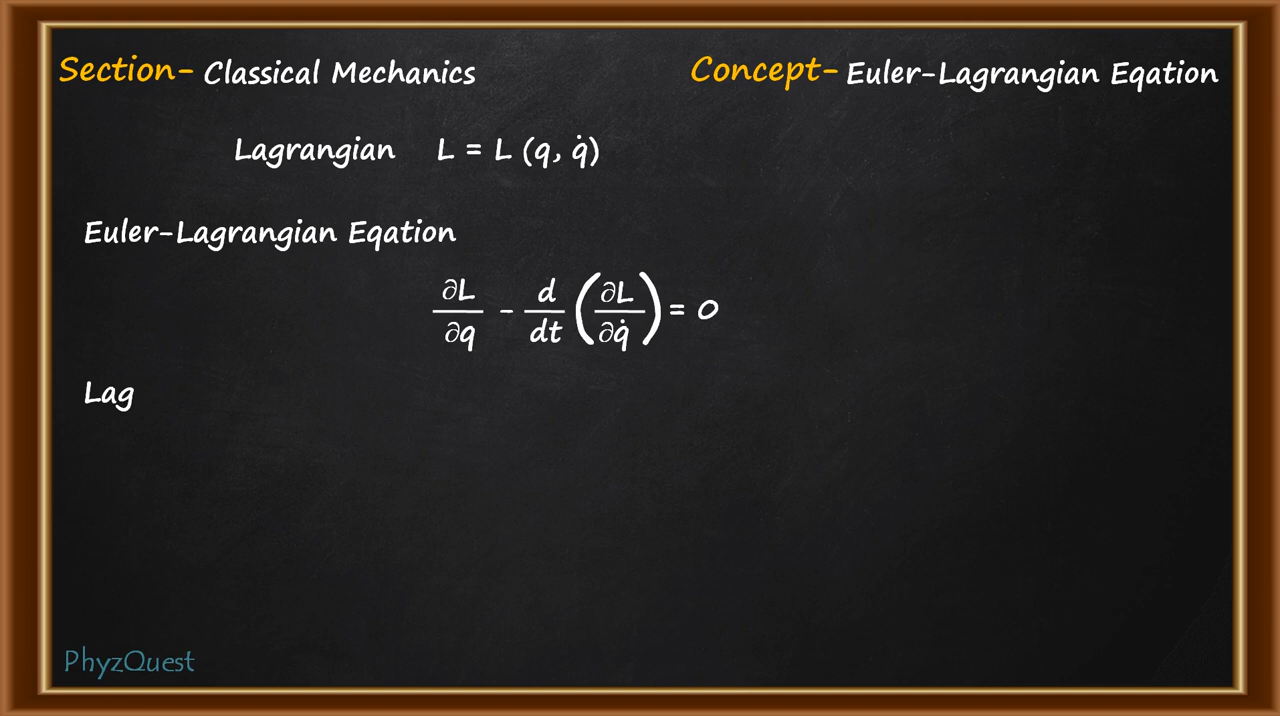 Section- Classical Mechanics Concept- Euler-Lagrangian Eqation
Lagrangian L = L (q, q̇)
Euler-Lagrangian Eqation
∂L/∂q - d/dt (∂L/∂q̇) = 0
Lag
PhyzQuest